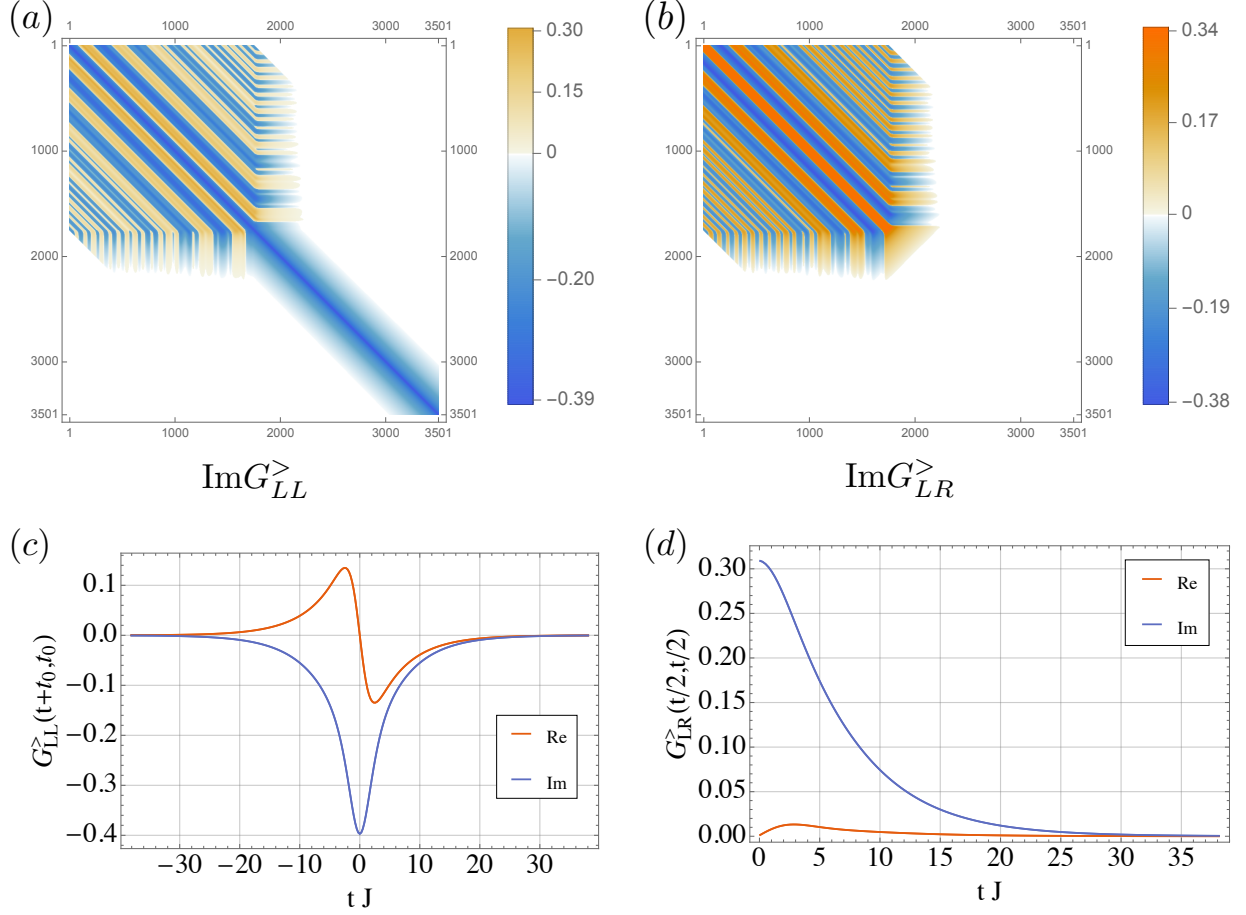 (a)
1 1000 2000 3000 3501
1 1
1000 1000
2000 2000
3000 3000
3501 3501
1 1000 2000 3000 3501
0.30
0.15
0
−0.20
−0.39
ImG^>_{LL}
(b)
1 1000 2000 3000 3501
1 1
1000 1000
2000 2000
3000 3000
3501 3501
1 1000 2000 3000 3501
0.34
0.17
0
−0.19
−0.38
ImG^>_{LR}
(c)
G^>_{LL}(t+t_0,t_0)
0.1
0.0
−0.1
−0.2
−0.3
−0.4
Re
Im
−30 −20 −10 0 10 20 30
t J
(d)
G^>_{LR}(t/2,t/2)
0.30
0.25
0.20
0.15
0.10
0.05
0.00
Re
Im
0 5 10 15 20 25 30 35
t J